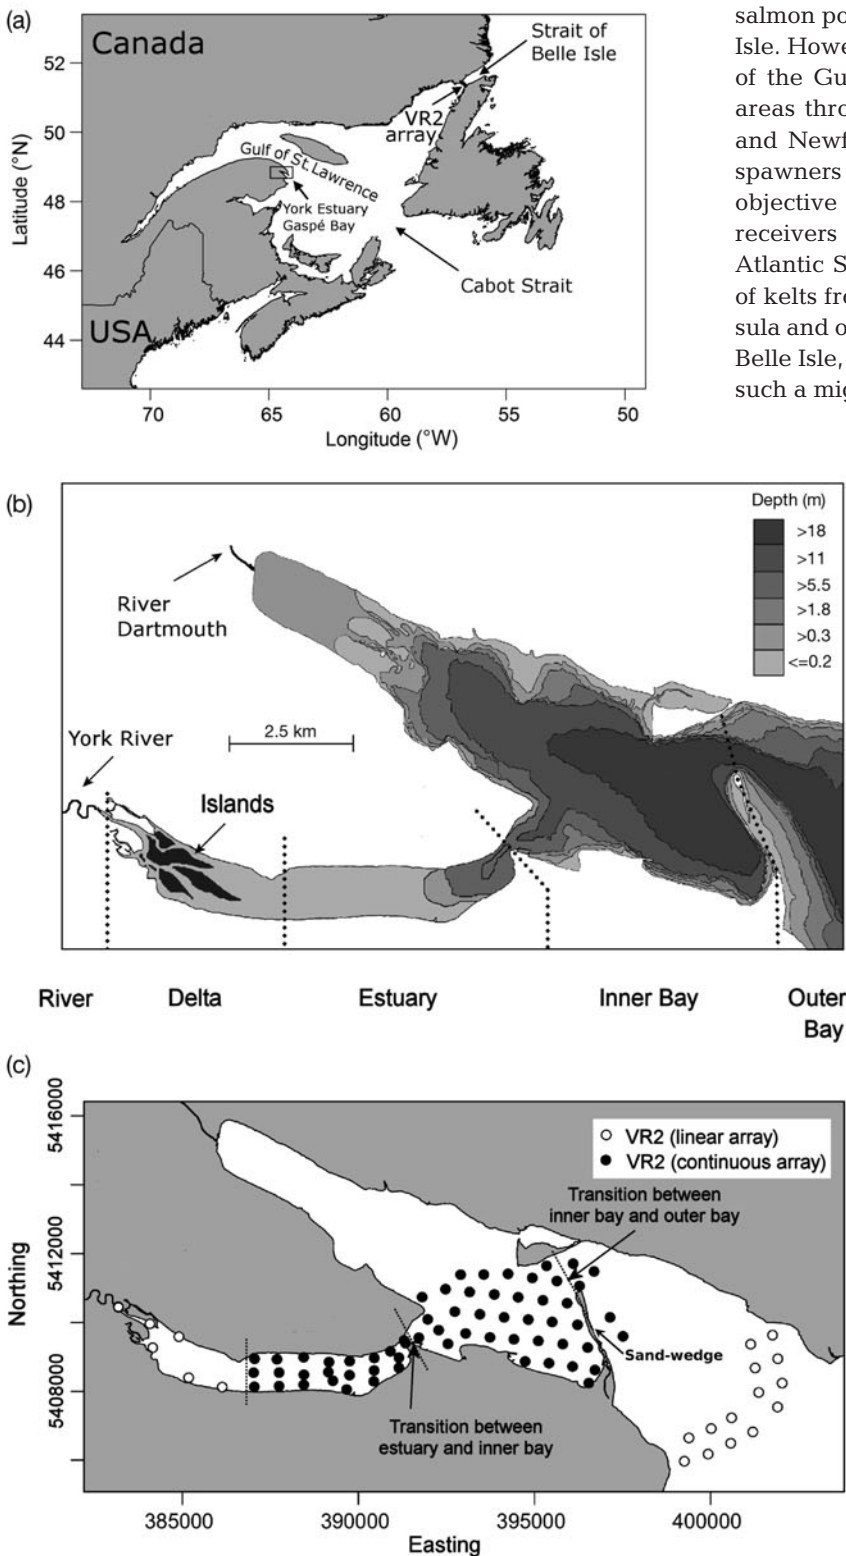 (a)
Canada
USA
Strait of
Belle Isle
VR2
array
Gulf of St. Lawrence
York Estuary
Gaspé Bay
Cabot Strait
Latitude (°N)
52
50
48
46
44
70
65
60
55
50
Longitude (°W)
salmon po
Isle. Howe
of the Gu
areas thro
and Newf
spawners
objective
receivers
Atlantic S
of kelts fro
sula and o
Belle Isle,
such a mig
(b)
Depth (m)
>18
>11
>5.5
>1.8
>0.3
<=0.2
River
Dartmouth
2.5 km
York River
Islands
River
Delta
Estuary
Inner Bay
Outer
Bay
(c)
VR2 (linear array)
VR2 (continuous array)
Transition between
inner bay and outer bay
Sand-wedge
Transition between
estuary and inner bay
Northing
5416000
5412000
5408000
385000
390000
395000
400000
Easting